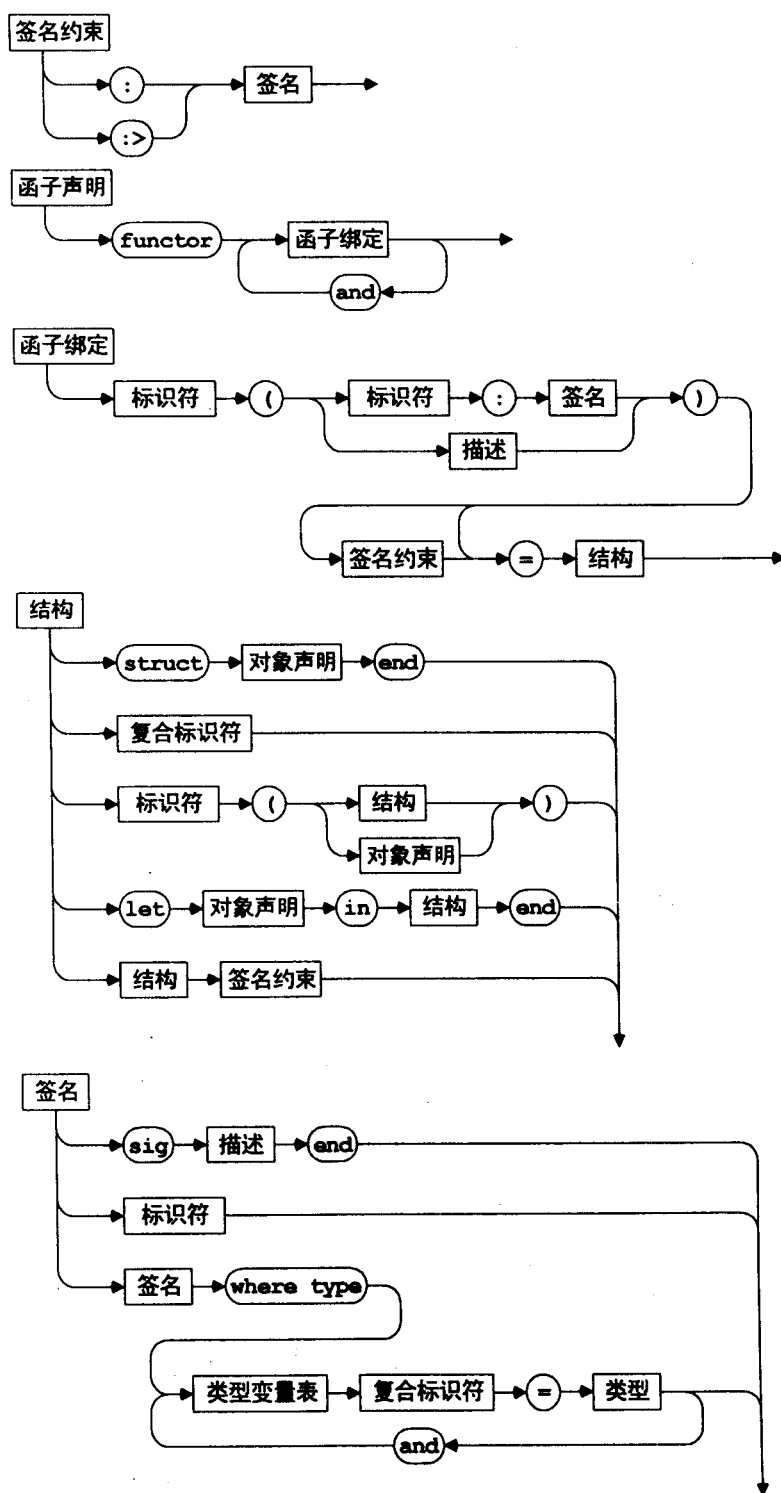 签名约束
: 签名
:>
函子声明
functor 函子绑定
and
函子绑定
标识符 ( 标识符 : 签名 )
描述
签名约束 = 结构
结构
struct 对象声明 end
复合标识符
标识符 ( 结构 )
对象声明
let 对象声明 in 结构 end
结构 签名约束
签名
sig 描述 end
标识符
签名 where type
类型变量表 复合标识符 = 类型
and